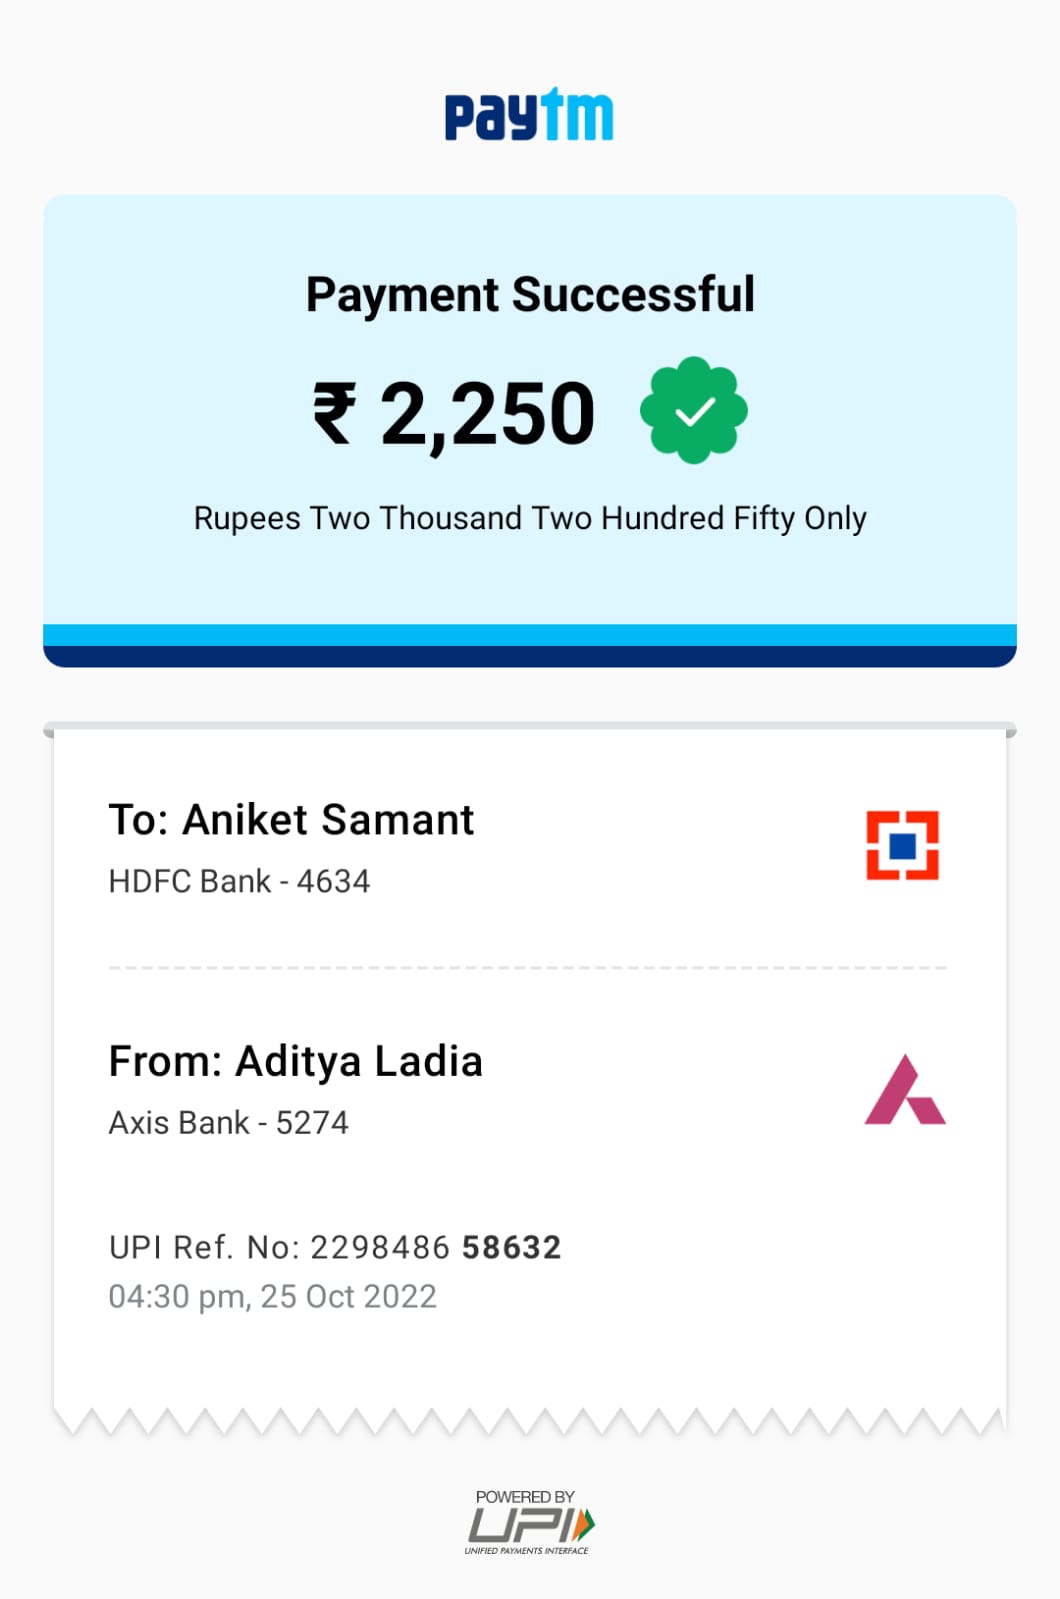 paytm
Payment Successful
₹ 2,250
Rupees Two Thousand Two Hundred Fifty Only
To: Aniket Samant
HDFC Bank - 4634
From: Aditya Ladia
Axis Bank - 5274
UPI Ref. No: 2298486 58632
04:30 pm, 25 Oct 2022
POWERED BY
UPI
UNIFIED PAYMENTS INTERFACE